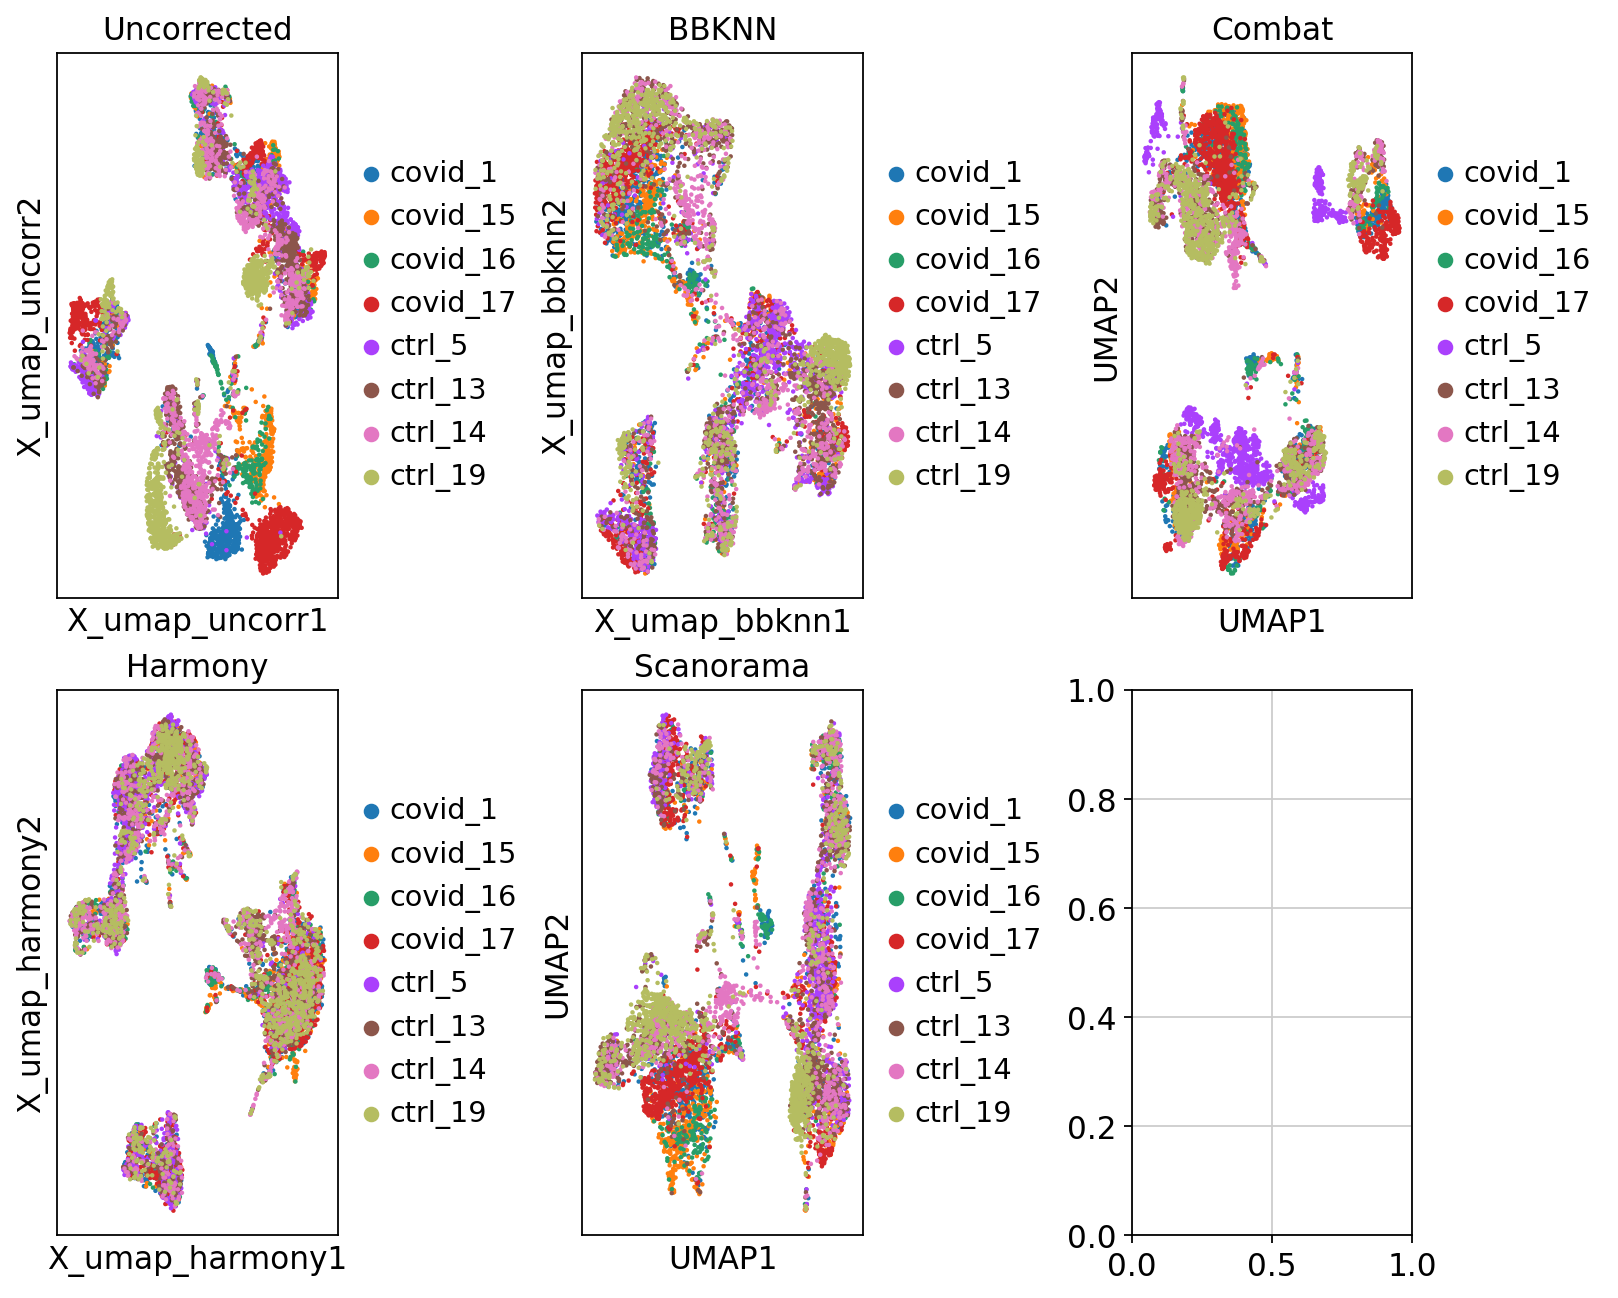 Uncorrected
X_umap_uncorr2
X_umap_uncorr1
covid_1
covid_15
covid_16
covid_17
ctrl_5
ctrl_13
ctrl_14
ctrl_19
BBKNN
X_umap_bbknn2
X_umap_bbknn1
covid_1
covid_15
covid_16
covid_17
ctrl_5
ctrl_13
ctrl_14
ctrl_19
Combat
UMAP2
UMAP1
covid_1
covid_15
covid_16
covid_17
ctrl_5
ctrl_13
ctrl_14
ctrl_19
Harmony
X_umap_harmony2
X_umap_harmony1
covid_1
covid_15
covid_16
covid_17
ctrl_5
ctrl_13
ctrl_14
ctrl_19
Scanorama
UMAP2
UMAP1
covid_1
covid_15
covid_16
covid_17
ctrl_5
ctrl_13
ctrl_14
ctrl_19
1.0
0.8
0.6
0.4
0.2
0.0
0.0 0.5 1.0